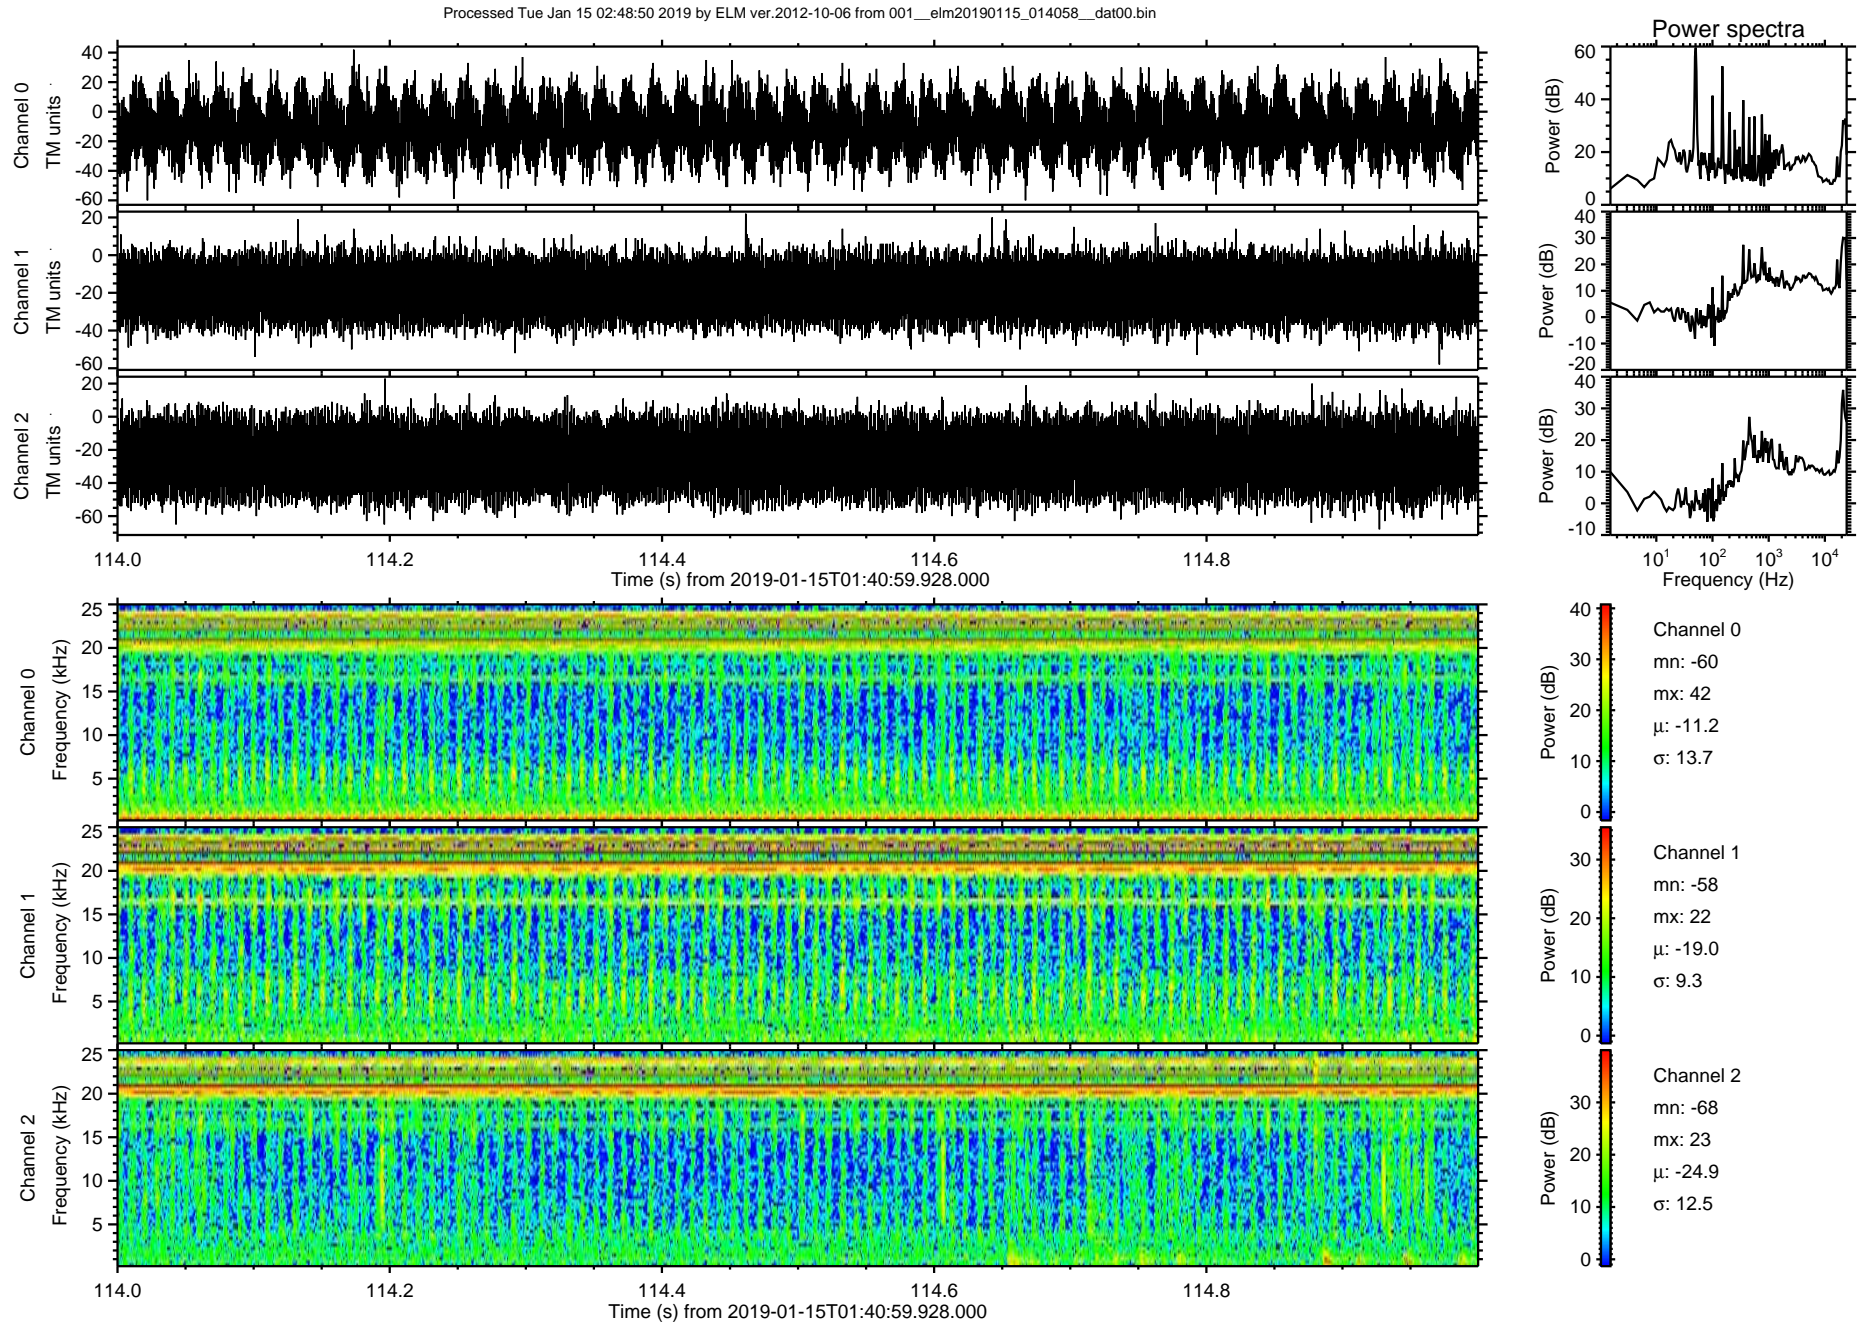 Processed Tue Jan 15 02:48:50 2019 by ELM ver.2012-10-06 from 001__elm20190115_014058__dat00.bin
Power spectra
Channel 0
TM units
40
20
0
-20
-40
-60
Power (dB)
60
40
20
0
Channel 1
TM units
20
0
-20
-40
-60
Power (dB)
40
30
20
10
0
-10
-20
Channel 2
TM units
20
0
-20
-40
-60
Power (dB)
40
30
20
10
0
-10
114.0 114.2 114.4 114.6 114.8
Time (s) from 2019-01-15T01:40:59.928.000
10¹ 10² 10³ 10⁴
Frequency (Hz)
Channel 0
Frequency (kHz)
25
20
15
10
5
Power (dB)
40
30
20
10
0
Channel 0
mn: -60
mx: 42
μ: -11.2
σ: 13.7
Channel 1
Frequency (kHz)
25
20
15
10
5
Power (dB)
30
20
10
0
Channel 1
mn: -58
mx: 22
μ: -19.0
σ: 9.3
Channel 2
Frequency (kHz)
25
20
15
10
5
Power (dB)
30
20
10
0
Channel 2
mn: -68
mx: 23
μ: -24.9
σ: 12.5
114.0 114.2 114.4 114.6 114.8
Time (s) from 2019-01-15T01:40:59.928.000